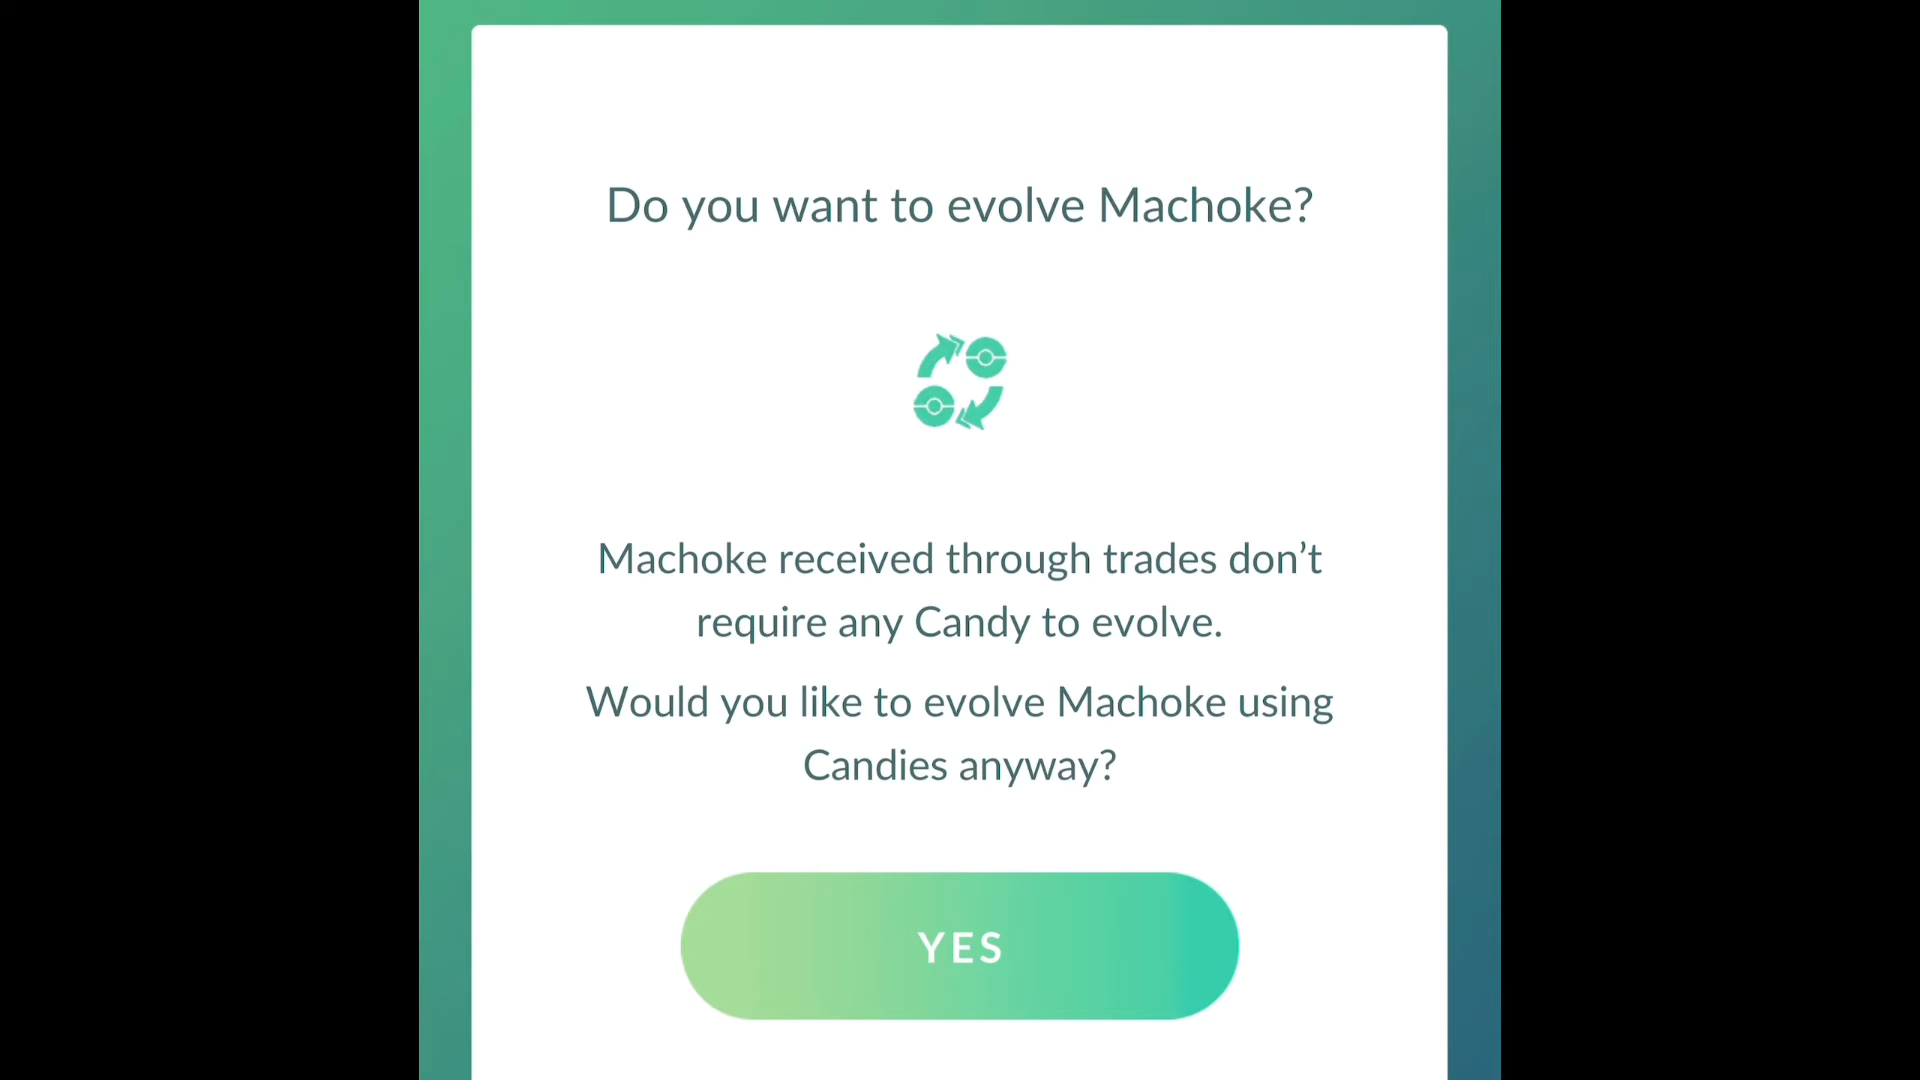 Do you want to evolve Machoke?
Machoke received through trades don’t
require any Candy to evolve.
Would you like to evolve Machoke using
Candies anyway?
YES